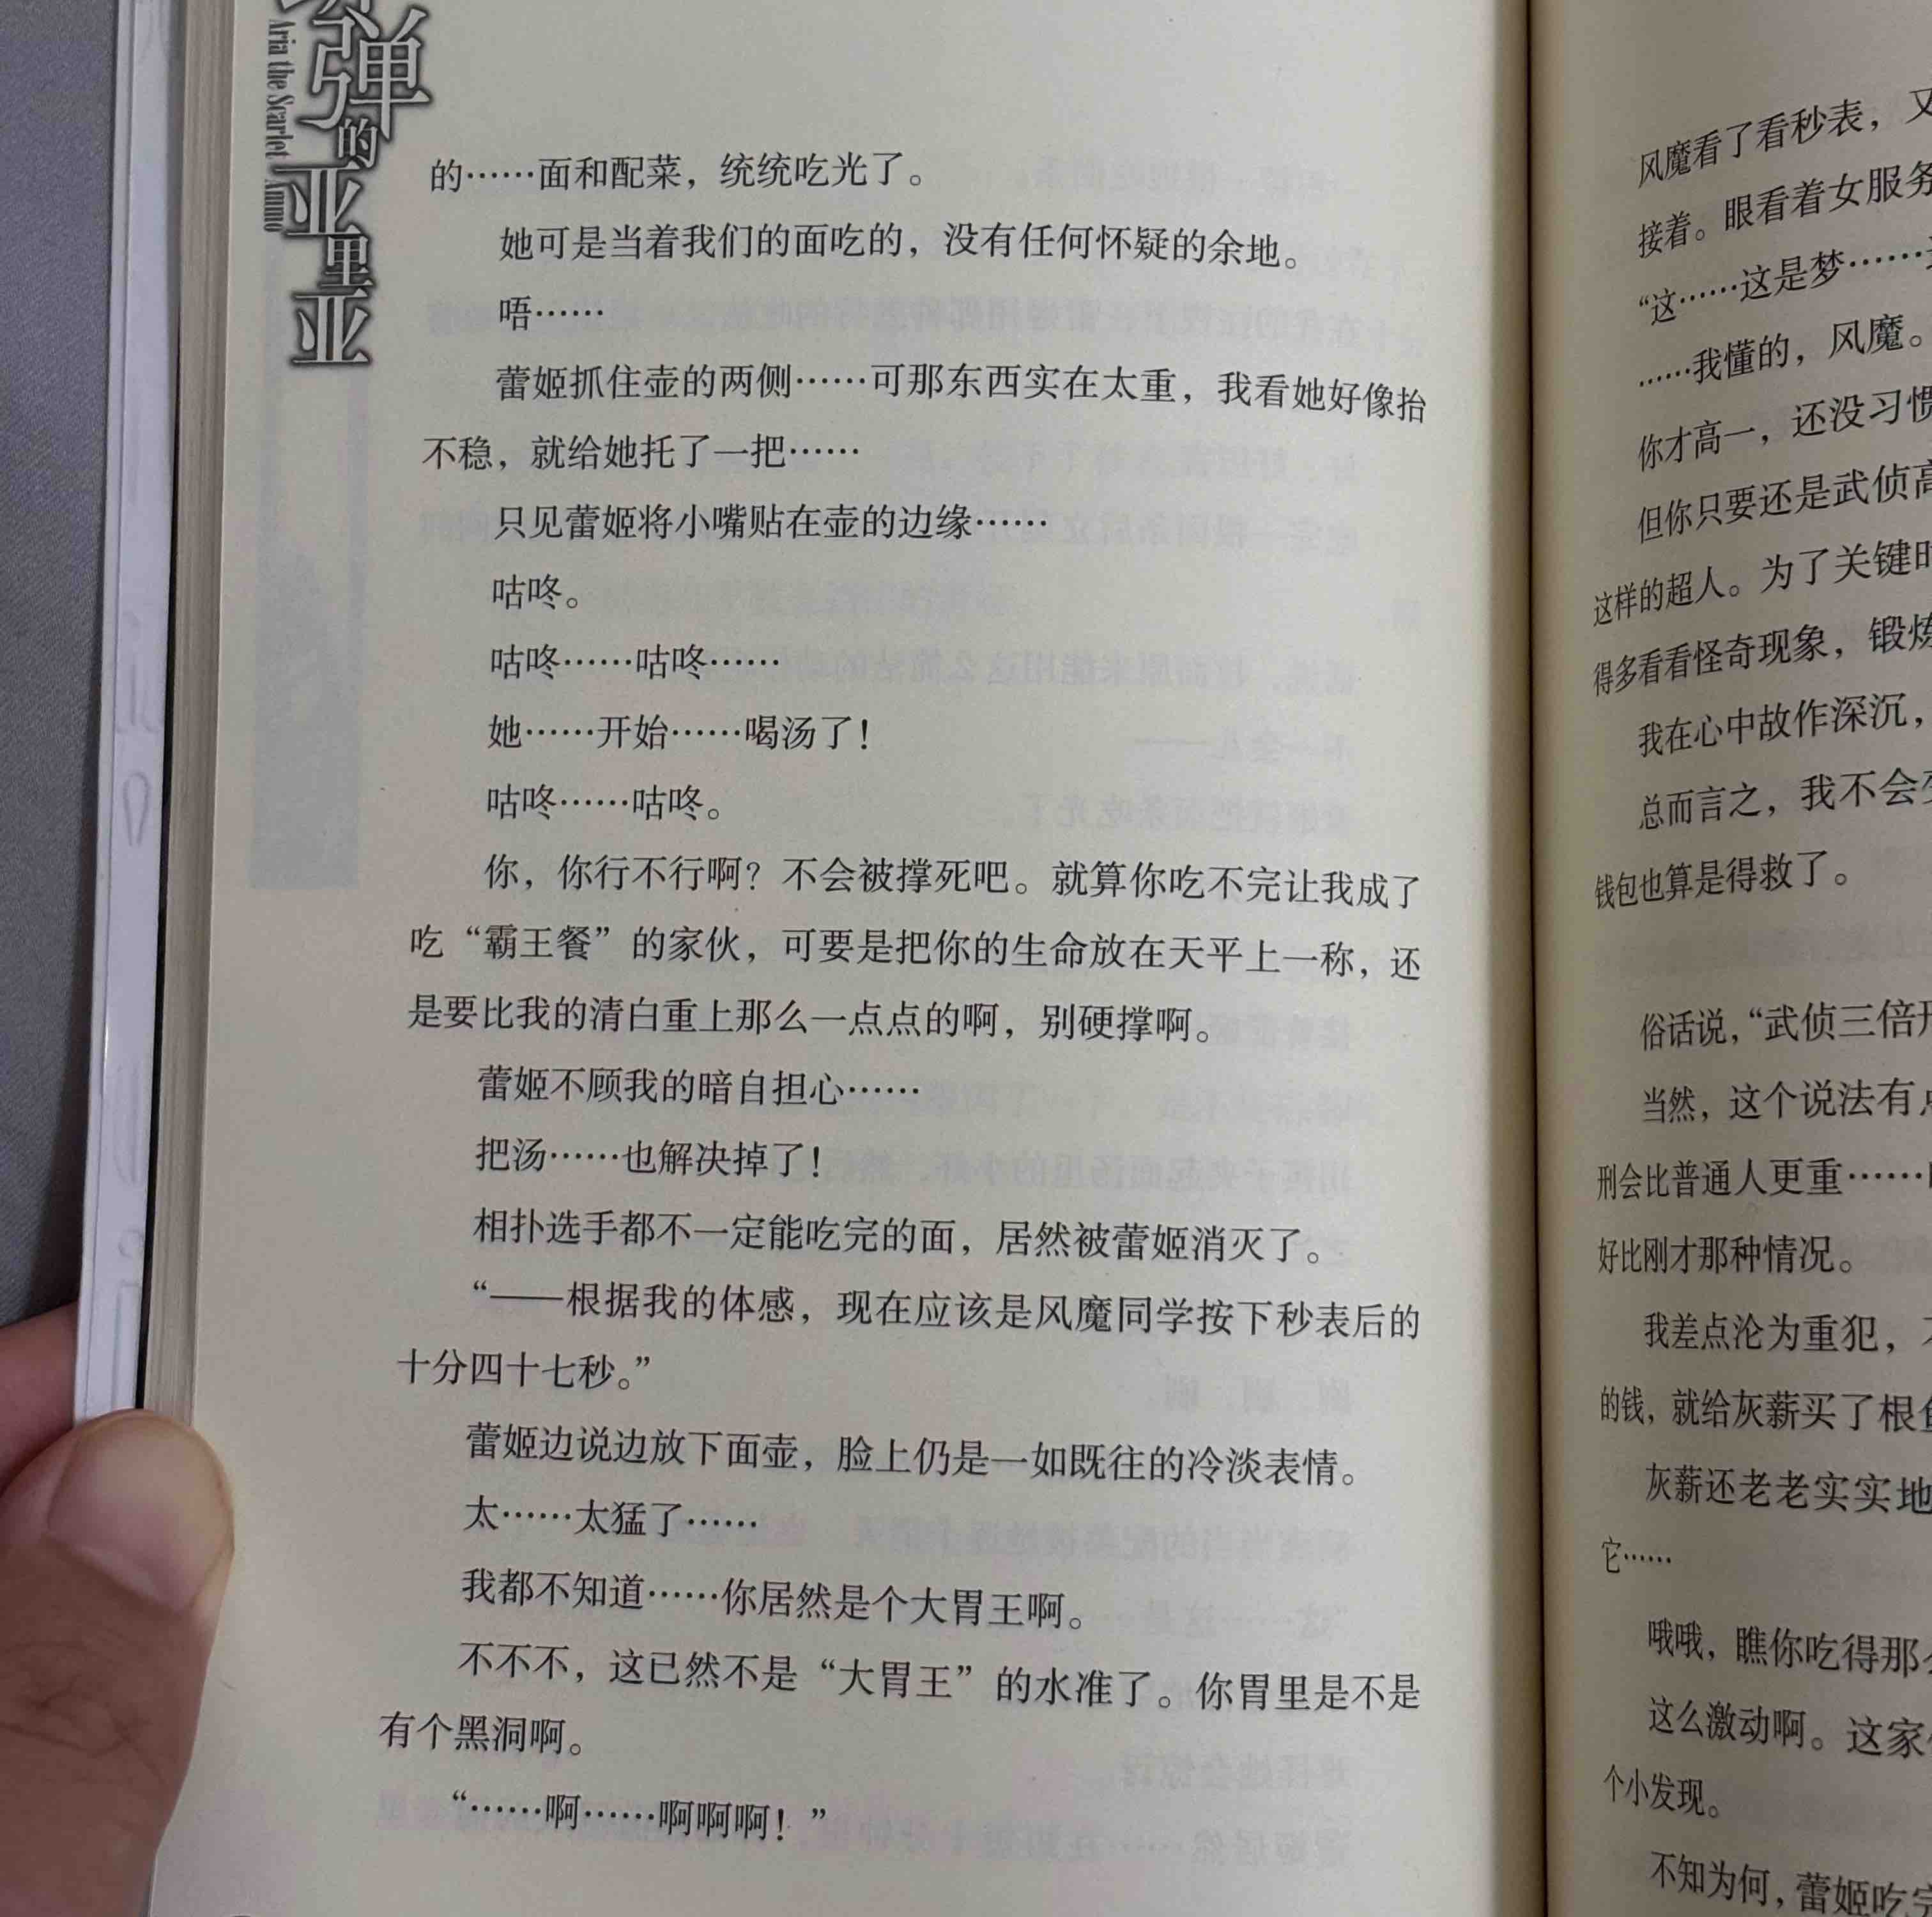 弹的亚里亚
Aria the Scarlet Ammo
的……面和配菜，统统吃光了。
她可是当着我们的面吃的，没有任何怀疑的余地。
唔……
蕾姬抓住壶的两侧……可那东西实在太重，我看她好像抬
不稳，就给她托了一把……
只见蕾姬将小嘴贴在壶的边缘……
咕咚。
咕咚……咕咚……
她……开始……喝汤了！
咕咚……咕咚。
你，你行不行啊？不会被撑死吧。就算你吃不完让我成了
吃“霸王餐”的家伙，可要是把你的生命放在天平上一称，还
是要比我的清白重上那么一点点的啊，别硬撑啊。
蕾姬不顾我的暗自担心……
把汤……也解决掉了！
相扑选手都不一定能吃完的面，居然被蕾姬消灭了。
“——根据我的体感，现在应该是风魔同学按下秒表后的
十分四十七秒。”
蕾姬边说边放下面壶，脸上仍是一如既往的冷淡表情。
太……太猛了……
我都不知道……你居然是个大胃王啊。
不不不，这已然不是“大胃王”的水准了。你胃里是不是
有个黑洞啊。
“……啊……啊啊啊！”
风魔看了看秒表，又
接着。眼看着女服务
“这……这是梦……
……我懂的，风魔。
你才高一，还没习惯
但你只要还是武侦高
这样的超人。为了关键时
得多看看怪奇现象，锻炼
我在心中故作深沉，
总而言之，我不会
钱包也算是得救了。
俗话说，“武侦三倍刑
当然，这个说法有点
刑会比普通人更重……
好比刚才那种情况。
我差点沦为重犯，
的钱，就给灰薪买了根鱼
灰薪还老老实实地
它……
哦哦，瞧你吃得那么
这么激动啊。这家
个小发现。
不知为何，蕾姬吃完